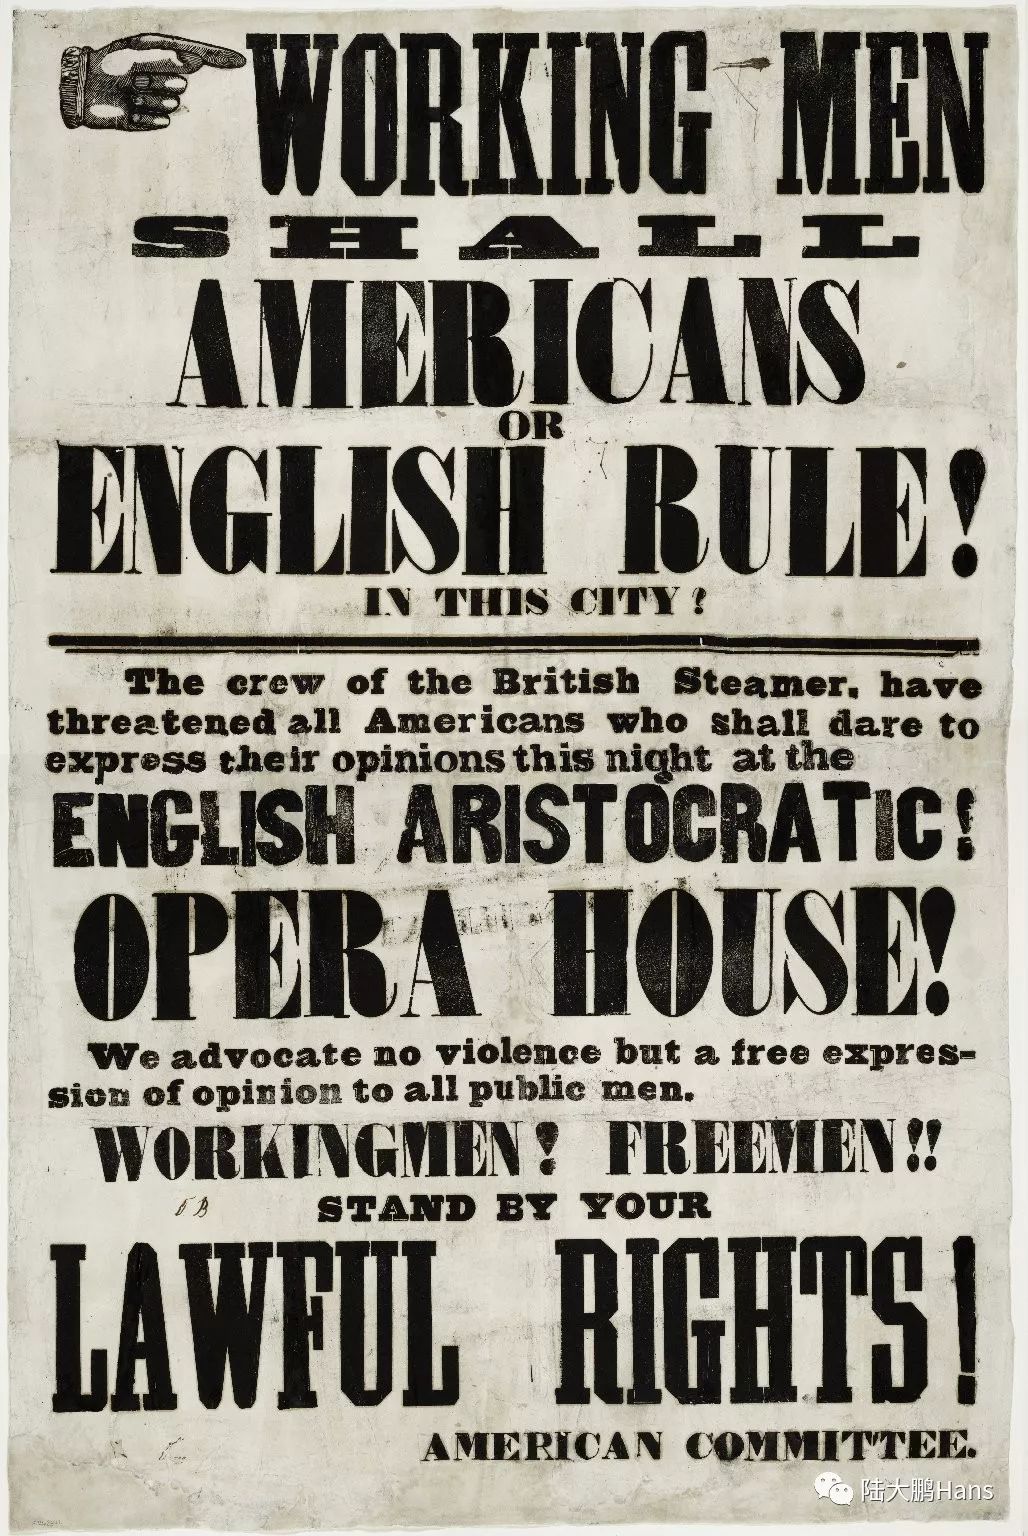 WORKING MEN
SHALL
AMERICANS
OR
ENGLISH RULE!
IN THIS CITY?
The crew of the British Steamer, have
threatened all Americans who shall dare to
express their opinions this night at the
ENGLISH ARISTOCRATIC!
OPERA HOUSE!
We advocate no violence but a free expres-
sion of opinion to all public men.
WORKINGMEN! FREEMEN!!
STAND BY YOUR
LAWFUL RIGHTS!
AMERICAN COMMITTEE.
陆大鹏Hans